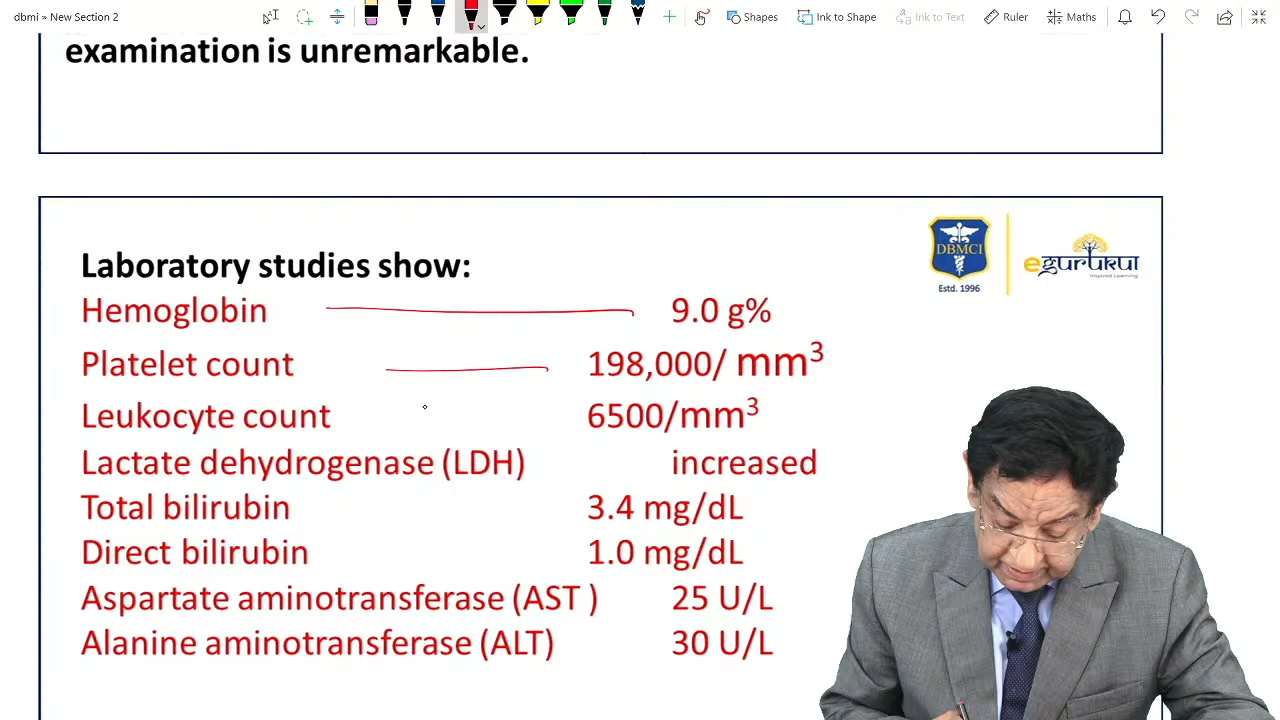 dbmi » New Section 2
Shapes
Ink to Shape
Ink to Text
Ruler
Maths
examination is unremarkable.
DBMCI
Estd. 1996
egurukul
Inspired Learning
Laboratory studies show:
Hemoglobin 9.0 g%
Platelet count 198,000/ mm³
Leukocyte count 6500/mm³
Lactate dehydrogenase (LDH) increased
Total bilirubin 3.4 mg/dL
Direct bilirubin 1.0 mg/dL
Aspartate aminotransferase (AST ) 25 U/L
Alanine aminotransferase (ALT) 30 U/L